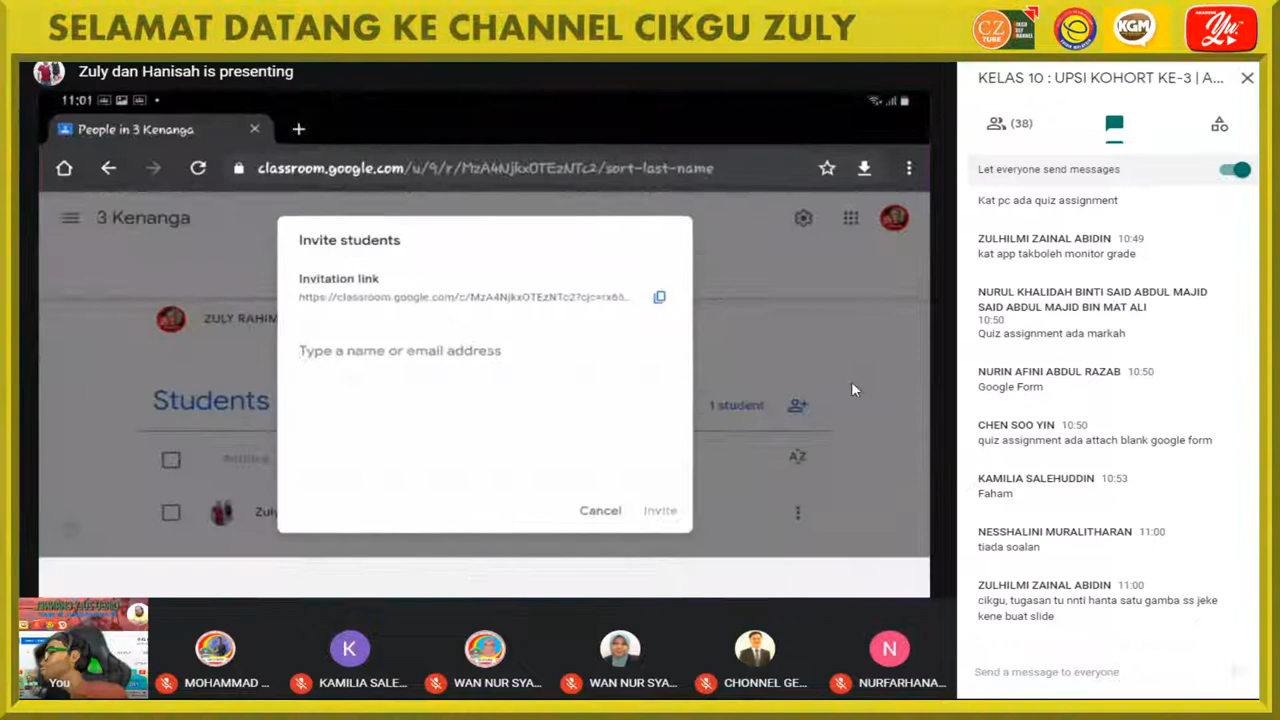 SELAMAT DATANG KE CHANNEL CIKGU ZULY
CZ
TUBE
KGM
Yu
Zuly dan Hanisah is presenting
11:01
People in 3 Kenanga
classroom.google.com/u/9/r/MzA4NjkxOTEzNTc2/sort-last-name
3 Kenanga
Invite students
Invitation link
https://classroom.google.com/c/MzA4NjkxOTEzNTc2?cjc=rx66...
ZULY RAHIM
Type a name or email address
Students
1 student
Zuly
Cancel
Invite
KELAS 10 : UPSI KOHORT KE-3 | A...
(38)
Let everyone send messages
Kat pc ada quiz assignment
ZULHILMI ZAINAL ABIDIN 10:49
kat app takboleh monitor grade
NURUL KHALIDAH BINTI SAID ABDUL MAJID
SAID ABDUL MAJID BIN MAT ALI
10:50
Quiz assignment ada markah
NURIN AFINI ABDUL RAZAB 10:50
Google Form
CHEN SOO YIN 10:50
quiz assignment ada attach blank google form
KAMILIA SALEHUDDIN 10:53
Faham
NESSHALINI MURALITHARAN 11:00
tiada soalan
ZULHILMI ZAINAL ABIDIN 11:00
cikgu, tugasan tu nnti hanta satu gamba ss jeke
kene buat slide
Send a message to everyone
You
MOHAMMAD ...
K
KAMILIA SALE...
WAN NUR SYA...
WAN NUR SYA...
CHONNEL GE...
N
NURFARHANA...